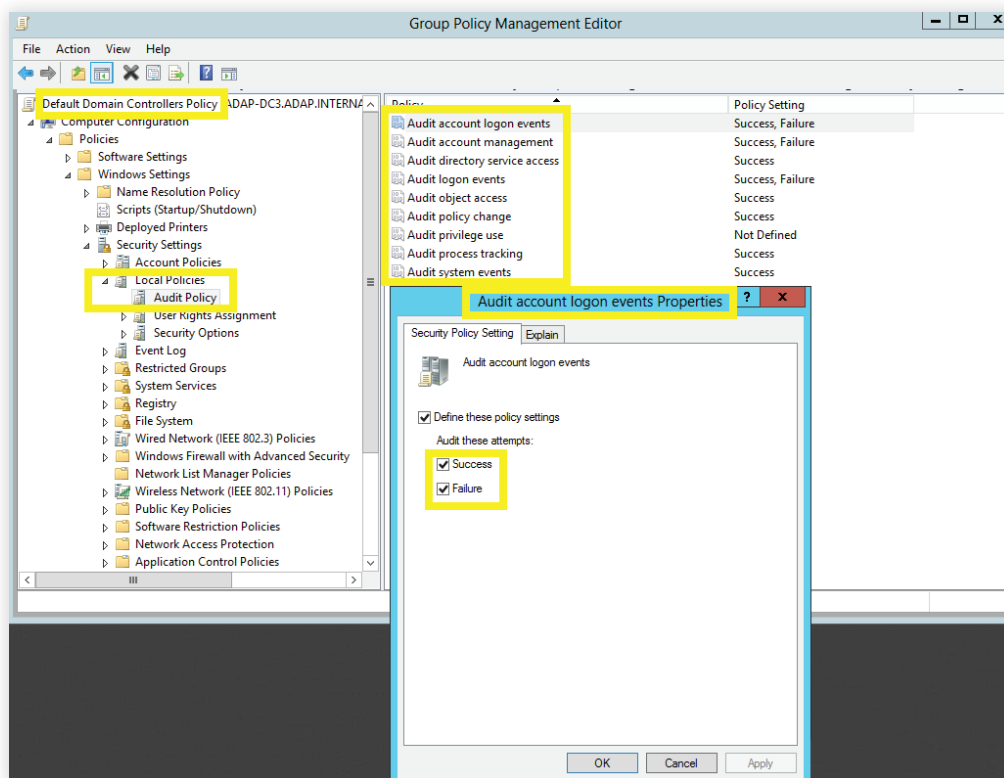 Group Policy Management Editor
File Action View Help
Default Domain Controllers Policy ADAP-DC3.ADAP.INTERNA
Computer Configuration
Policies
Software Settings
Windows Settings
Name Resolution Policy
Scripts (Startup/Shutdown)
Deployed Printers
Security Settings
Account Policies
Local Policies
Audit Policy
User Rights Assignment
Security Options
Event Log
Restricted Groups
System Services
Registry
File System
Wired Network (IEEE 802.3) Policies
Windows Firewall with Advanced Security
Network List Manager Policies
Wireless Network (IEEE 802.11) Policies
Public Key Policies
Software Restriction Policies
Network Access Protection
Application Control Policies
Policy Policy Setting
Audit account logon events Success, Failure
Audit account management Success, Failure
Audit directory service access Success
Audit logon events Success, Failure
Audit object access Success
Audit policy change Success
Audit privilege use Not Defined
Audit process tracking Success
Audit system events Success
Audit account logon events Properties ? x
Security Policy Setting Explain
Audit account logon events
Define these policy settings
Audit these attempts:
Success
Failure
OK Cancel Apply